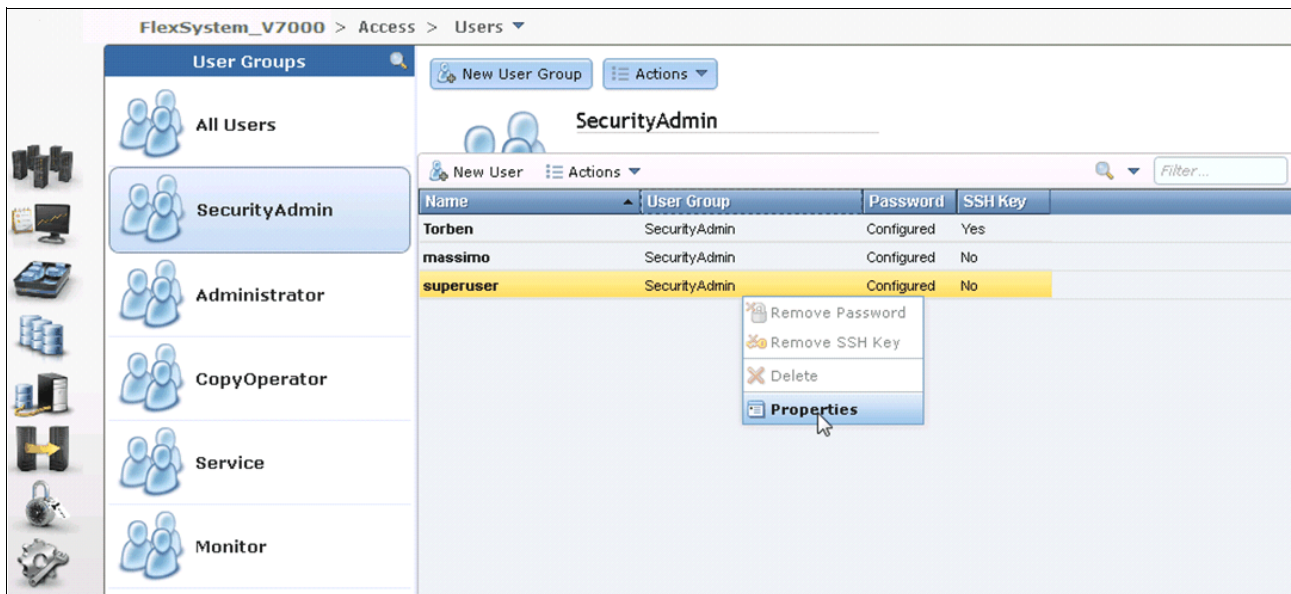 FlexSystem_V7000 > Access > Users
User Groups
All Users
SecurityAdmin
Administrator
CopyOperator
Service
Monitor
New User Group Actions
SecurityAdmin
New User Actions Filter...
Name User Group Password SSH Key
Torben SecurityAdmin Configured Yes
massimo SecurityAdmin Configured No
superuser SecurityAdmin Configured No
Remove Password
Remove SSH Key
Delete
Properties